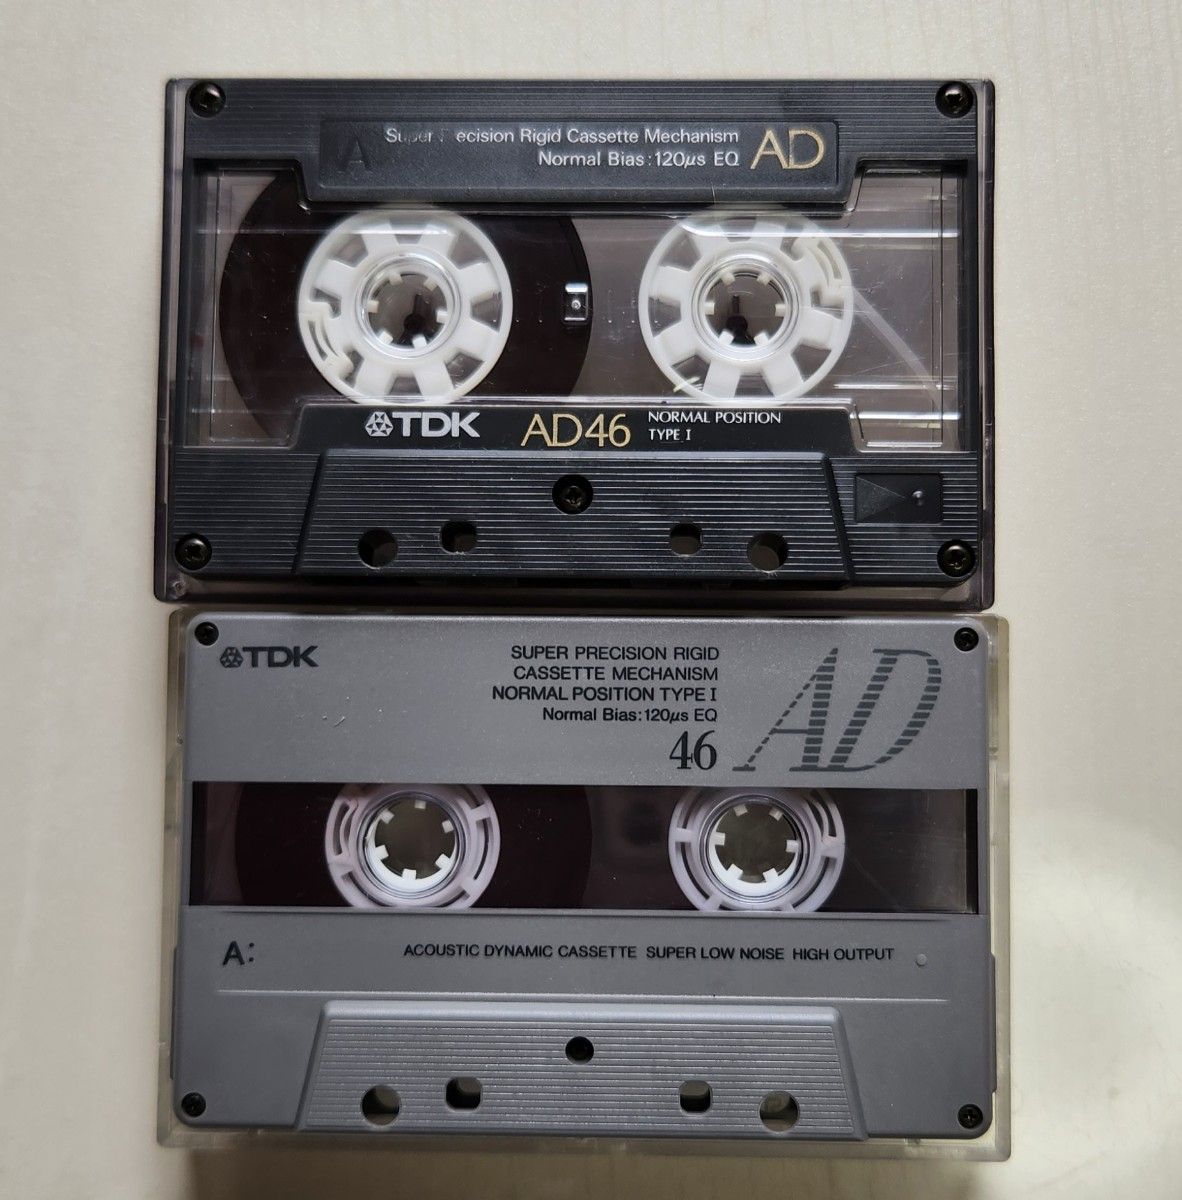 A
Super Precision Rigid Cassette Mechanism
Normal Bias:120μs EQ
AD
TDK
AD46
NORMAL POSITION
TYPE I
TDK
SUPER PRECISION RIGID
CASSETTE MECHANISM
NORMAL POSITION TYPE I
Normal Bias:120μs EQ
46
AD
A:
ACOUSTIC DYNAMIC CASSETTE SUPER LOW NOISE HIGH OUTPUT